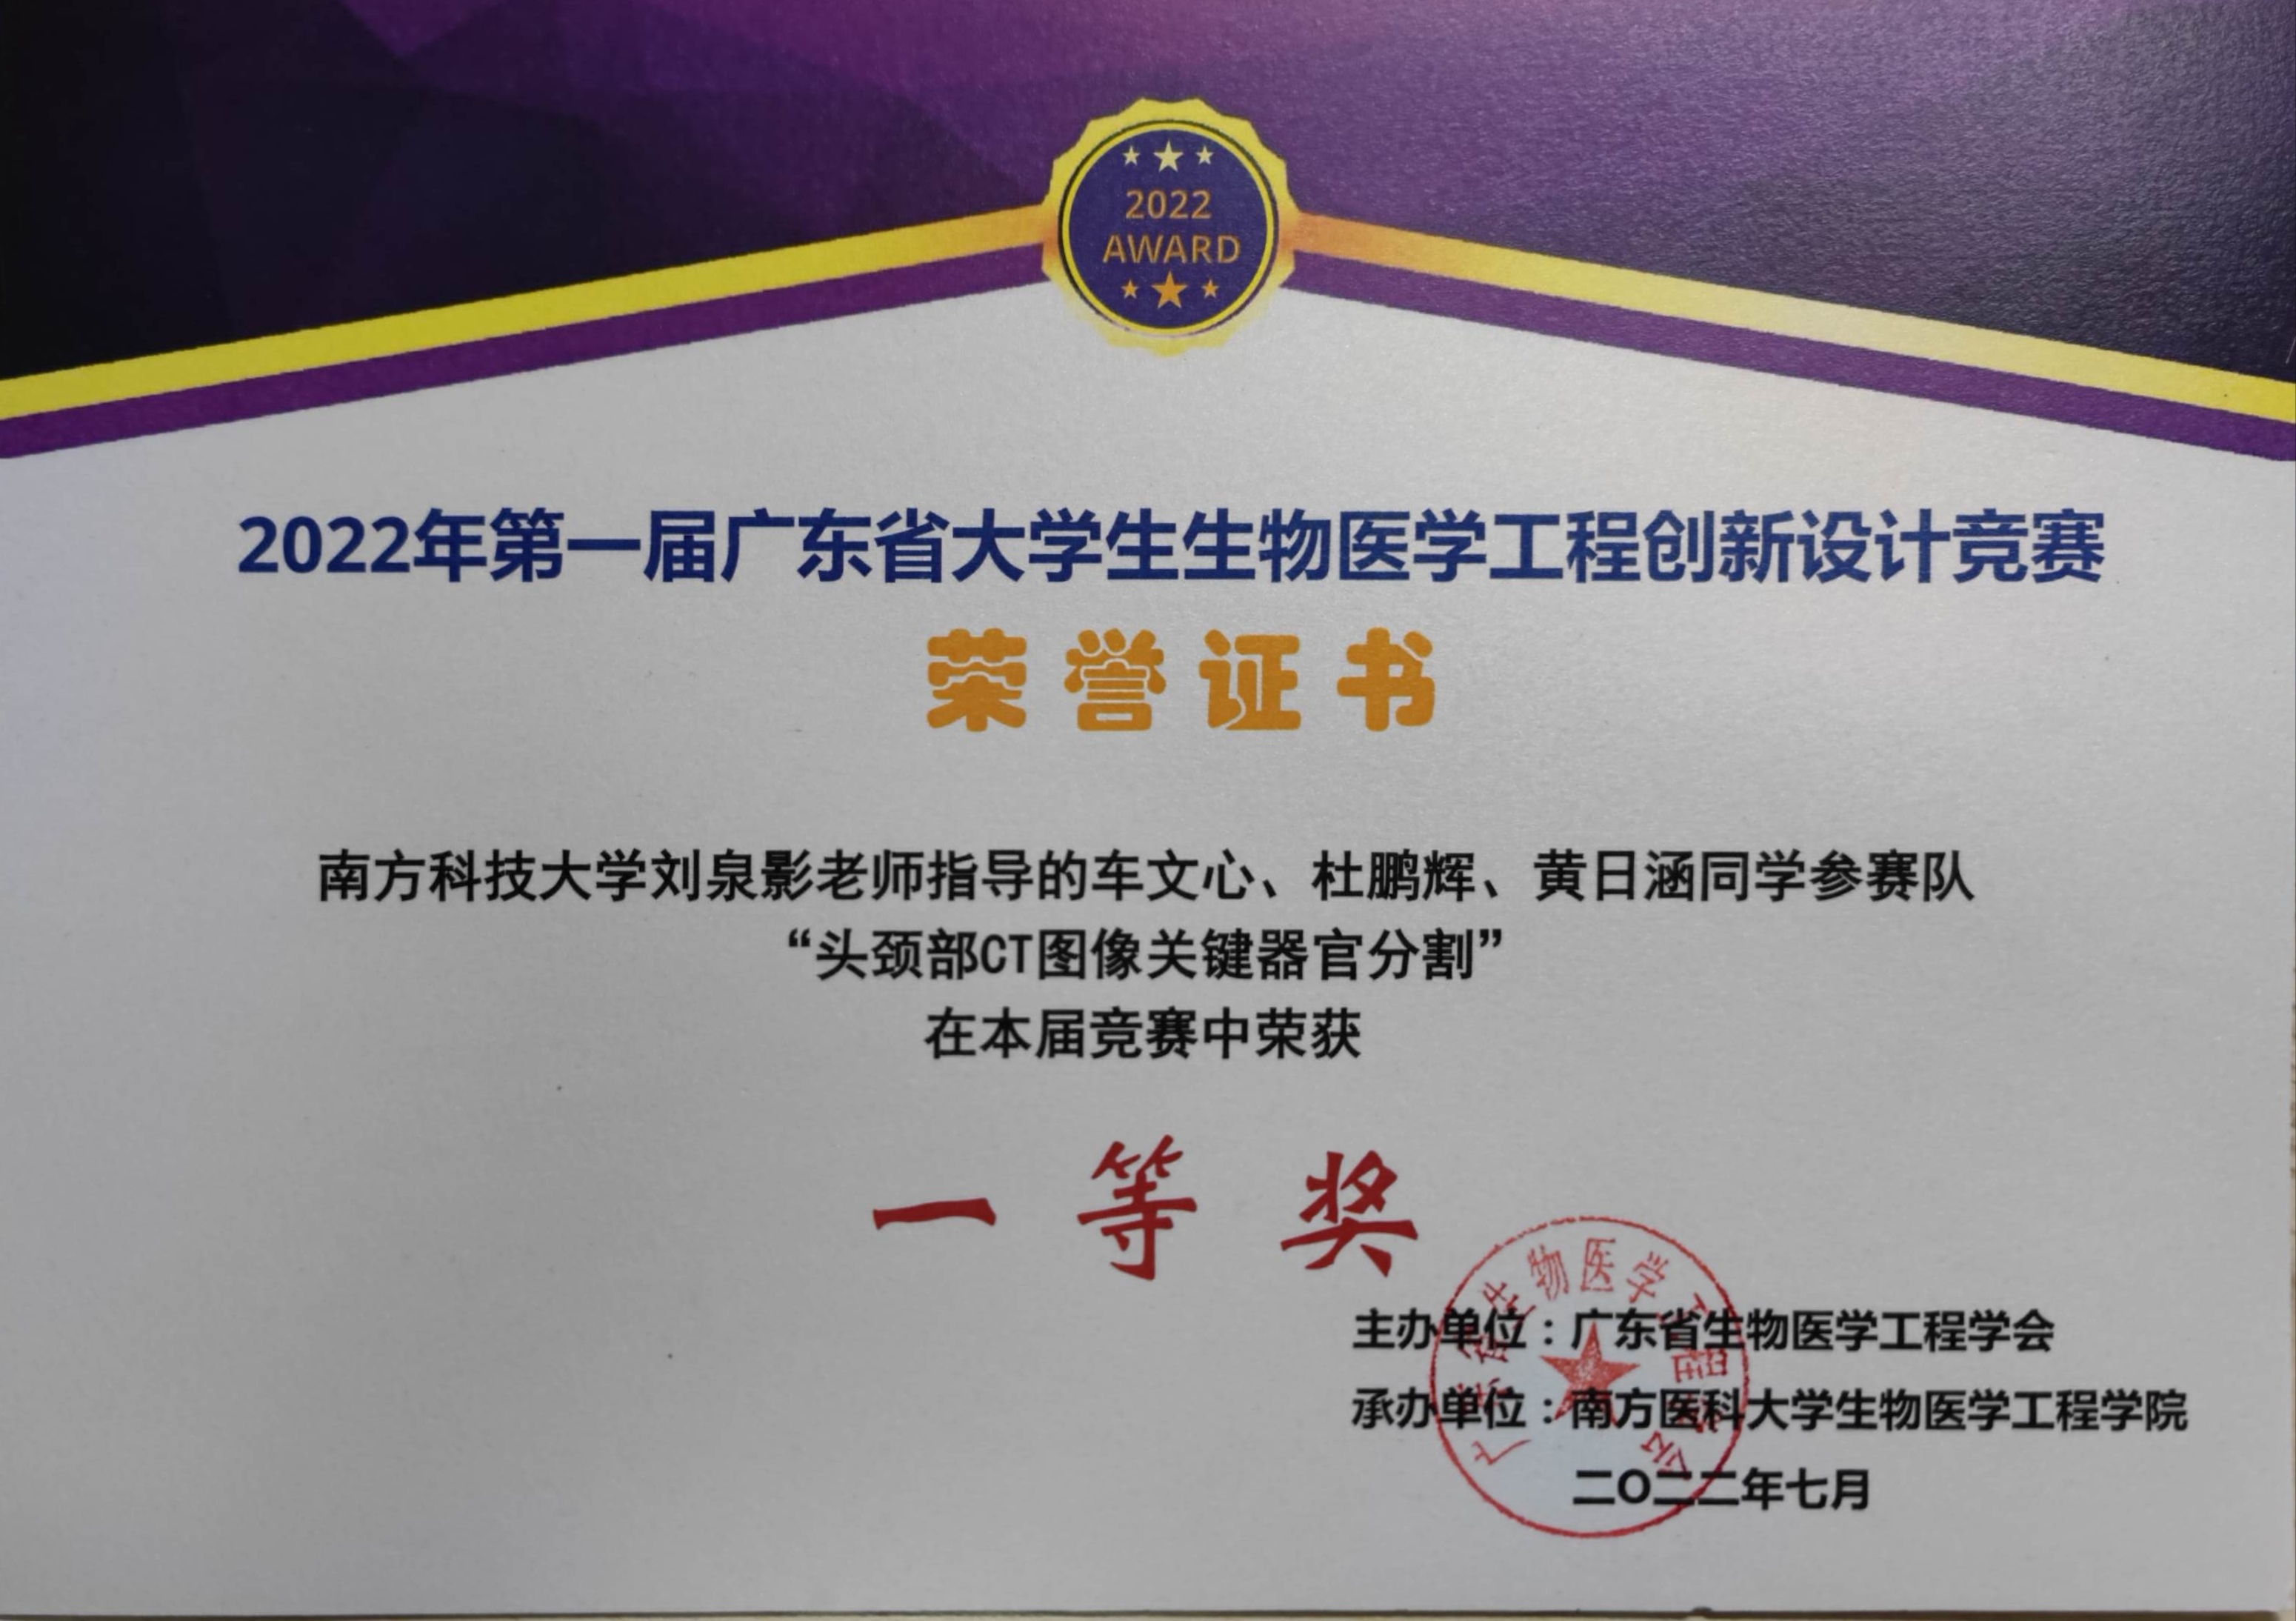 2022
AWARD
2022年第一届广东省大学生生物医学工程创新设计竞赛
荣誉证书
南方科技大学刘泉影老师指导的车文心、杜鹏辉、黄日涵同学参赛队
“头颈部CT图像关键器官分割”
在本届竞赛中荣获
一等奖
广东省生物医学工程学会
主办单位：广东省生物医学工程学会
承办单位：南方医科大学生物医学工程学院
二〇二二年七月